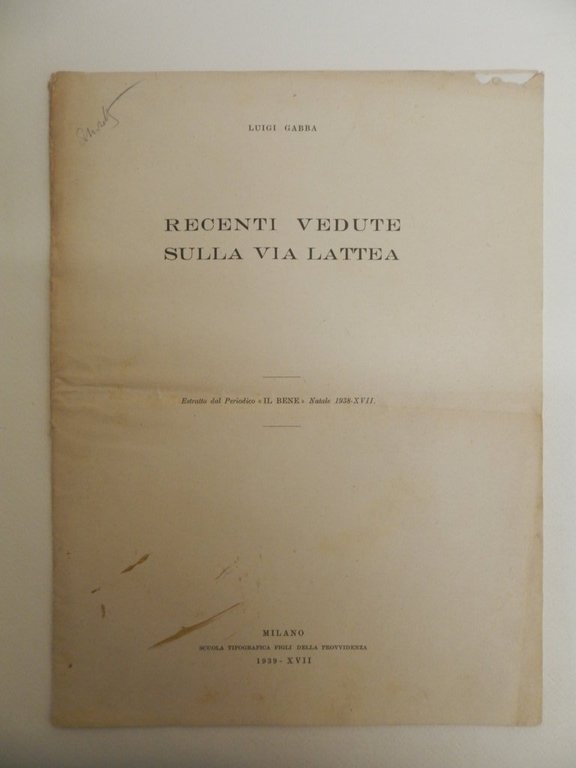 LUIGI GABBA
RECENTI VEDUTE
SULLA VIA LATTEA
Estratto dal Periodico «IL BENE» Natale 1938-XVII.
MILANO
SCUOLA TIPOGRAFICA FIGLI DELLA PROVVIDENZA
1939-XVII